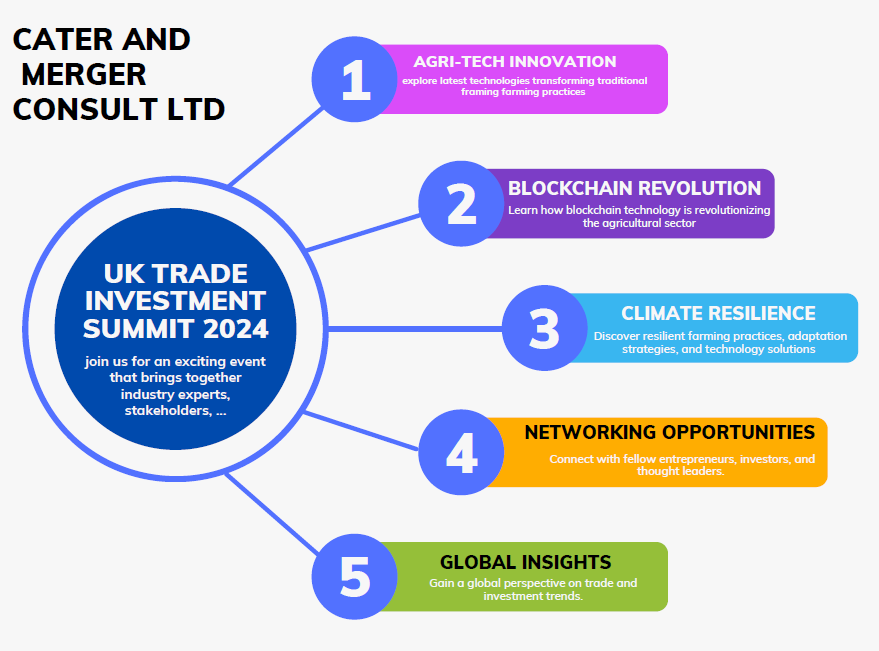 CATER AND
MERGER
CONSULT LTD
1
AGRI-TECH INNOVATION
explore latest technologies transforming traditional
framing farming practices
2
BLOCKCHAIN REVOLUTION
Learn how blockchain technology is revolutionizing
the agricultural sector
UK TRADE
INVESTMENT
SUMMIT 2024
join us for an exciting event
that brings together
industry experts,
stakeholders, ...
3
CLIMATE RESILIENCE
Discover resilient farming practices, adaptation
strategies, and technology solutions
4
NETWORKING OPPORTUNITIES
Connect with fellow entrepreneurs, investors, and
thought leaders.
5
GLOBAL INSIGHTS
Gain a global perspective on trade and
investment trends.